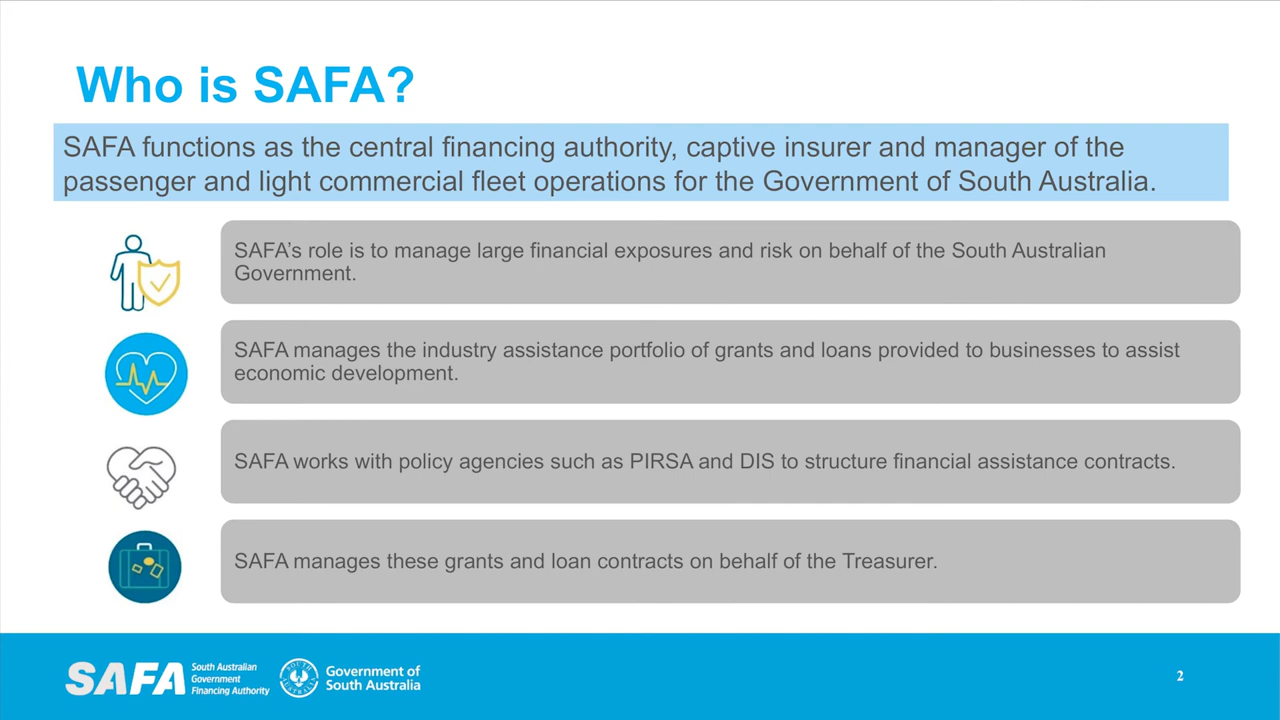 Who is SAFA?
SAFA functions as the central financing authority, captive insurer and manager of the
passenger and light commercial fleet operations for the Government of South Australia.
SAFA's role is to manage large financial exposures and risk on behalf of the South Australian
Government.
SAFA manages the industry assistance portfolio of grants and loans provided to businesses to assist
economic development.
SAFA works with policy agencies such as PIRSA and DIS to structure financial assistance contracts.
SAFA manages these grants and loan contracts on behalf of the Treasurer.
SAFA
South Australian
Government
Financing Authority
SOUTH
AUSTRALIA
Government of
South Australia
2